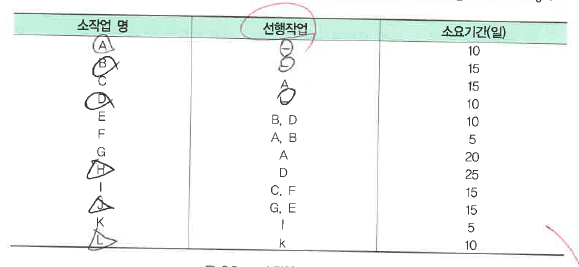 소작업 명 선행작업 소요기간(일)
A – 10
B – 15
C A 15
D – 10
E B, D 10
F A, B 5
G A 20
H D 25
I C, F 15
J G, E 15
K I 5
L k 10